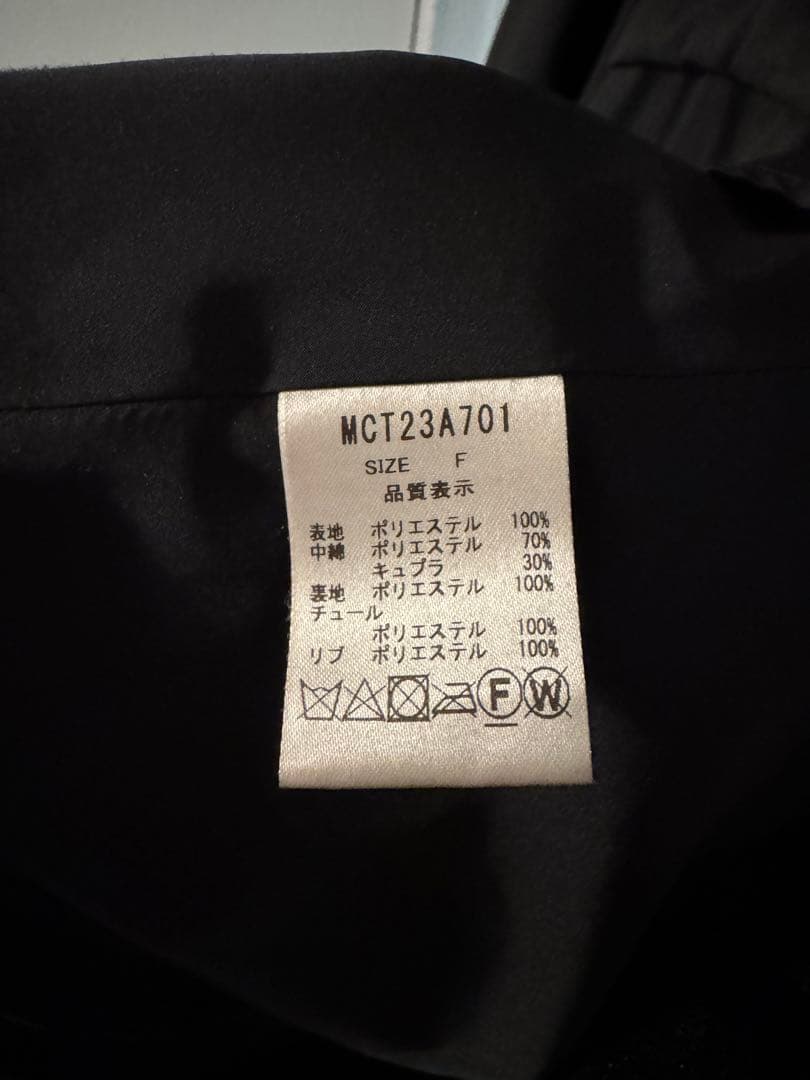 MCT23A701
SIZE F
品質表示
表地 ポリエステル 100%
中綿 ポリエステル 70%
キュプラ 30%
裏地 ポリエステル 100%
チュール
ポリエステル 100%
リブ ポリエステル 100%
F W